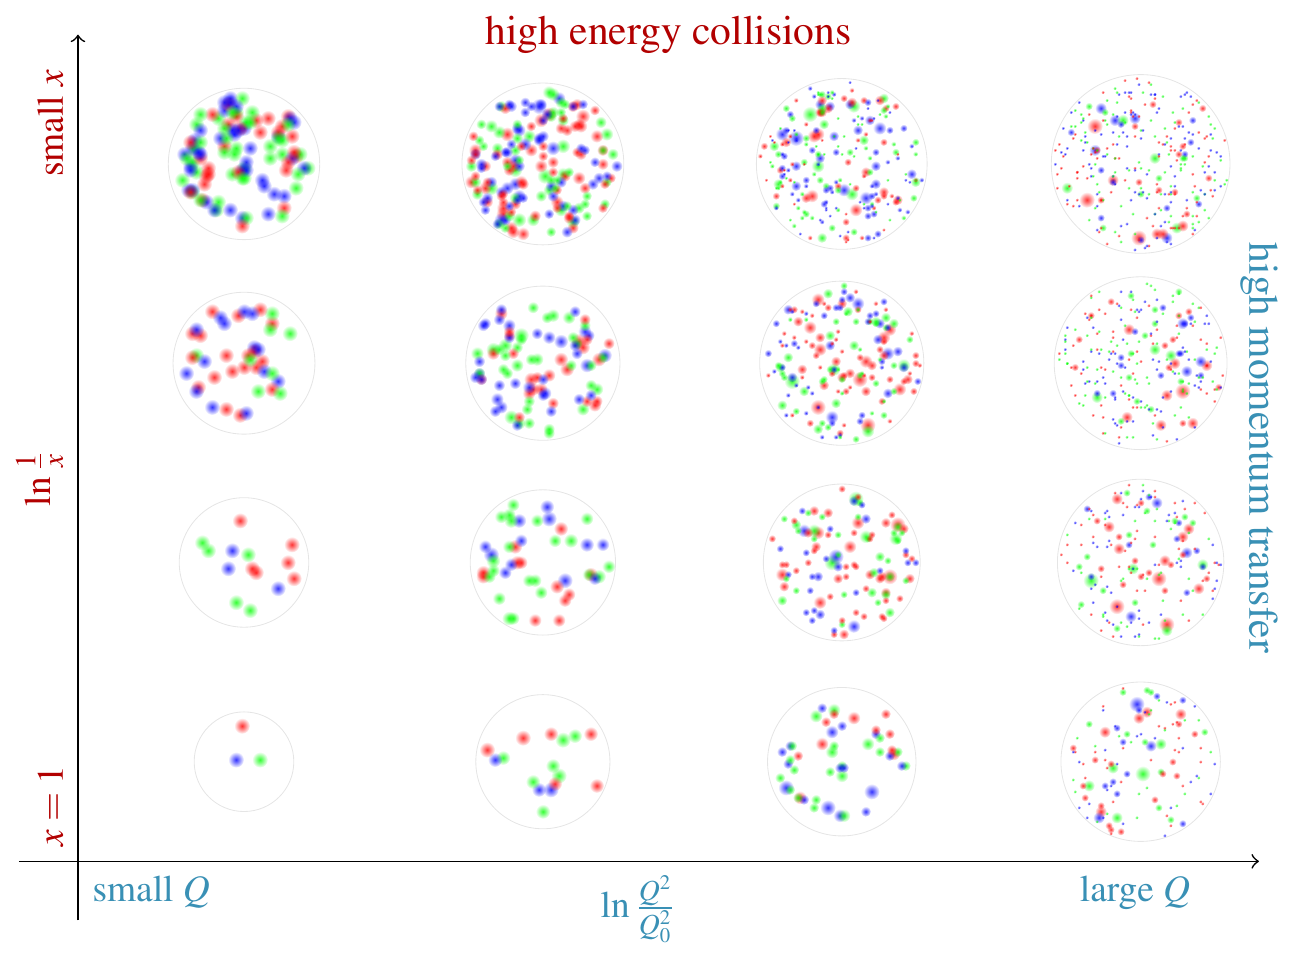 high energy collisions
small x
ln 1/x
x = 1
high momentum transfer
small Q
ln Q²/Q₀²
large Q